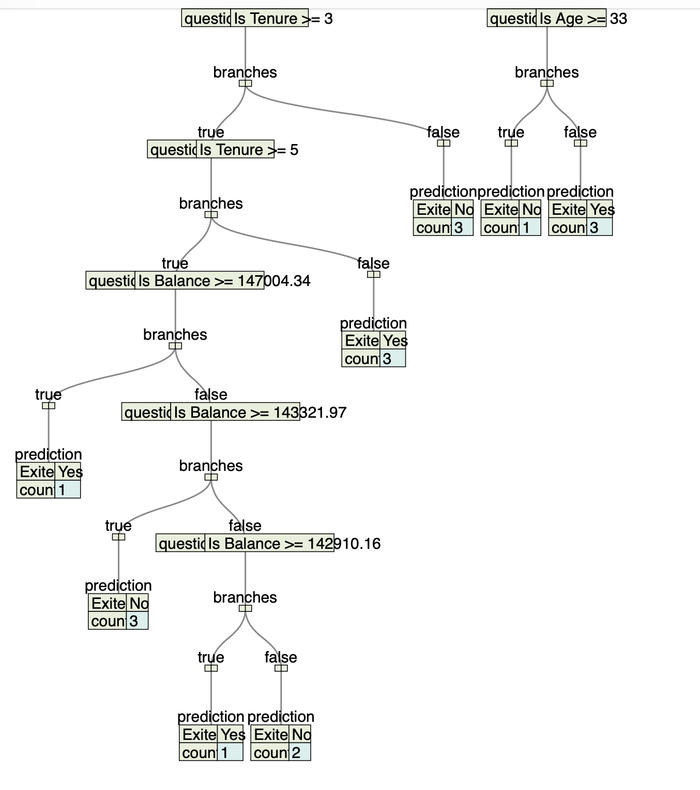 questic Is Tenure >= 3
questic Is Age >= 33
branches
branches
true
false
true
false
questic Is Tenure >= 5
prediction
prediction
prediction
Exite No
Exite No
Exite Yes
coun 3
coun 1
coun 3
branches
true
false
questic Is Balance >= 147004.34
prediction
Exite Yes
coun 3
branches
true
false
questic Is Balance >= 143321.97
prediction
Exite Yes
coun 1
branches
true
false
questic Is Balance >= 142910.16
prediction
Exite No
coun 3
branches
true
false
prediction
prediction
Exite Yes
Exite No
coun 1
coun 2